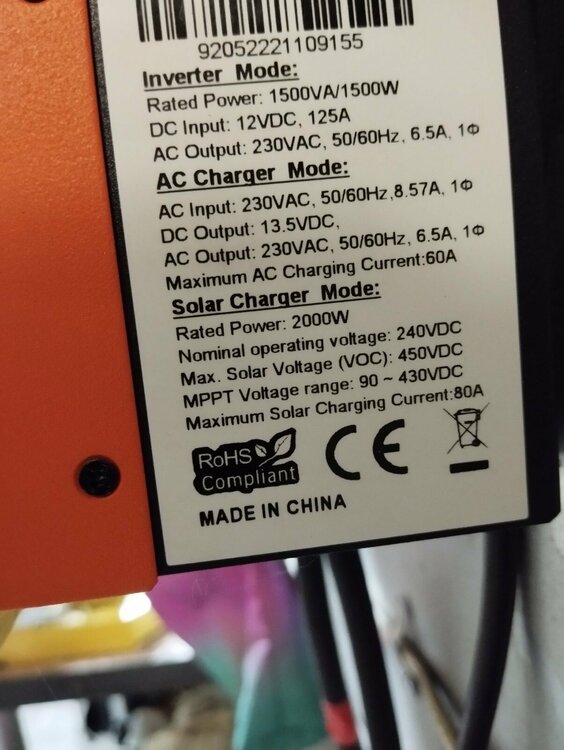 92052221109155
Inverter Mode:
Rated Power: 1500VA/1500W
DC Input: 12VDC, 125A
AC Output: 230VAC, 50/60Hz, 6.5A, 1Φ
AC Charger Mode:
AC Input: 230VAC, 50/60Hz,8.57A, 1Φ
DC Output: 13.5VDC,
AC Output: 230VAC, 50/60Hz, 6.5A, 1Φ
Maximum AC Charging Current:60A
Solar Charger Mode:
Rated Power: 2000W
Nominal operating voltage: 240VDC
Max. Solar Voltage (VOC): 450VDC
MPPT Voltage range: 90 ~ 430VDC
Maximum Solar Charging Current:80A
RoHS
Compliant
CE
MADE IN CHINA